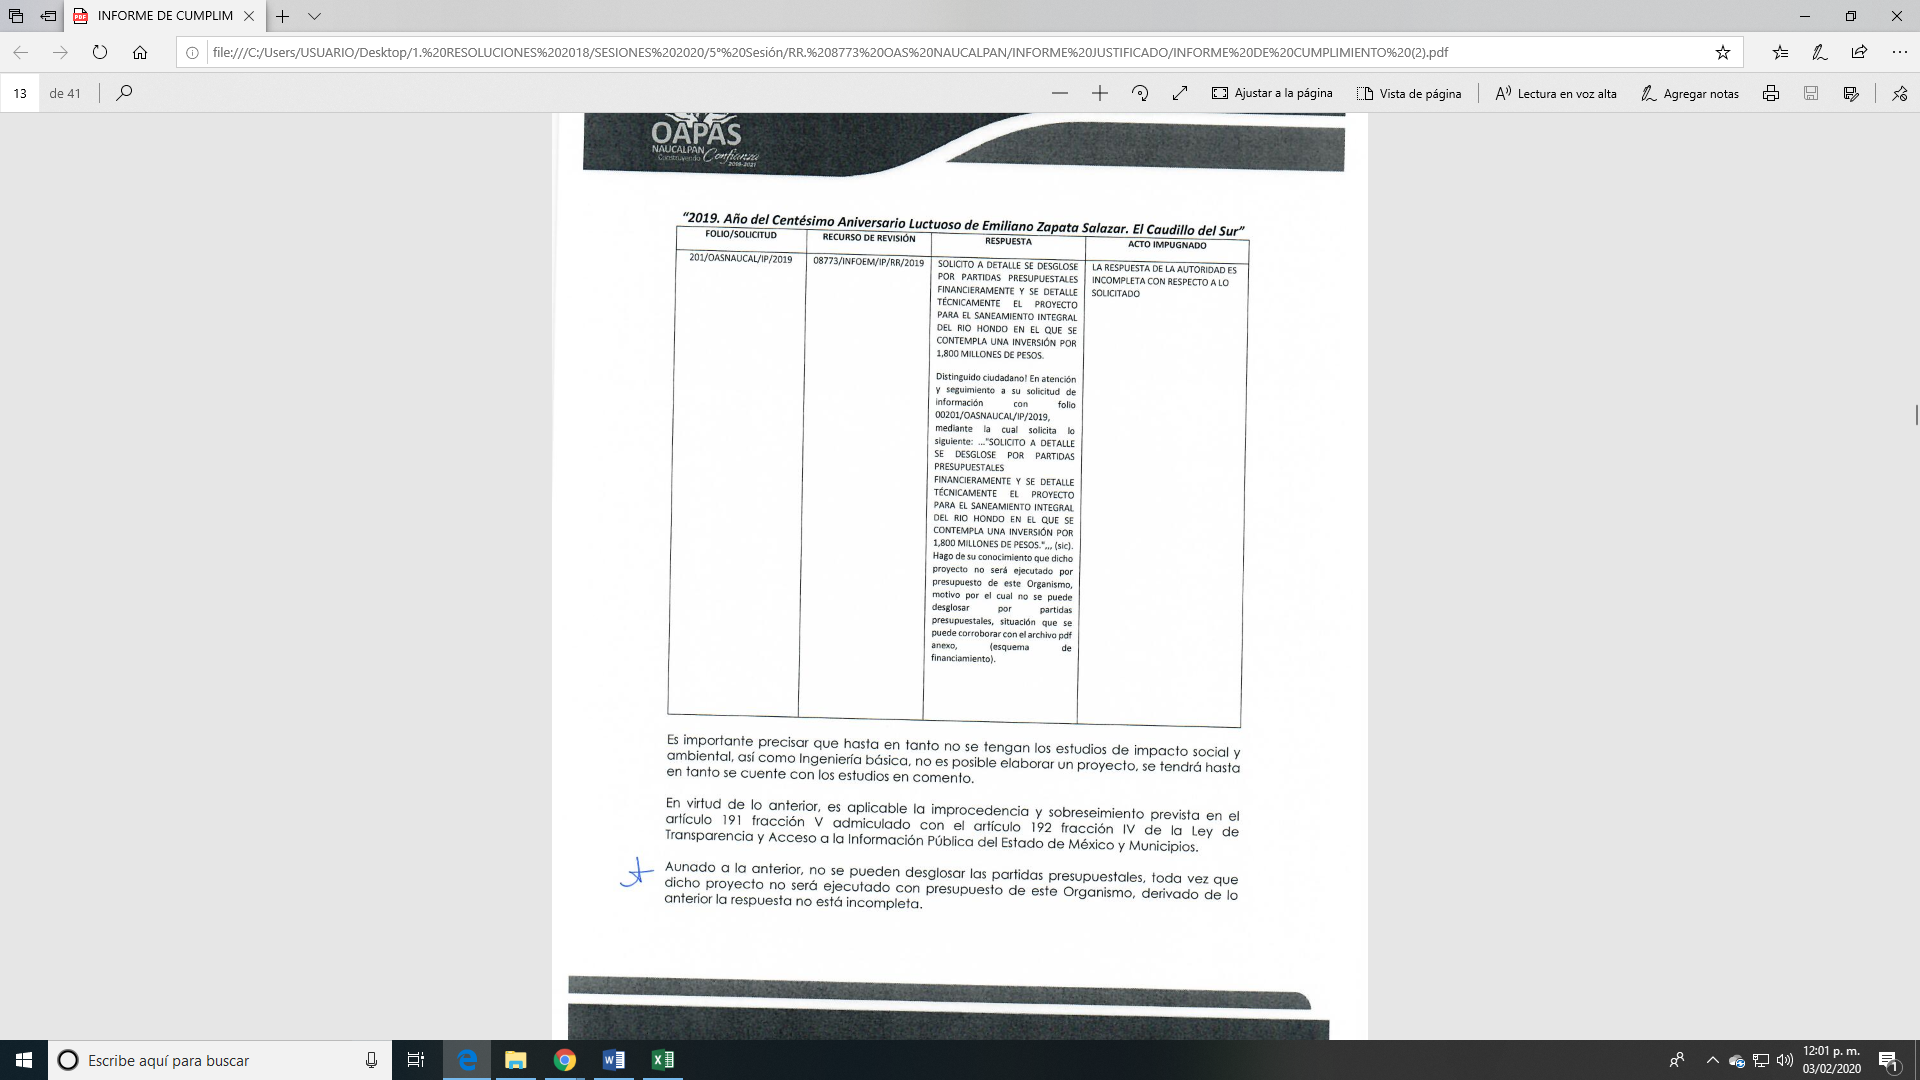 INFORME DE CUMPLIM
file:///C:/Users/USUARIO/Desktop/1.%20RESOLUCIONES%202018/SESIONES%202020/5°%20Sesión/RR.%208773%20OAS%20NAUCALPAN/INFORME%20JUSTIFICADO/INFORME%20DE%20CUMPLIMIENTO%20(2).pdf
13 de 41
Ajustar a la página
Vista de página
Lectura en voz alta
Agregar notas
OAPAS
NAUCALPAN
Construyendo Confianza
2019-2021
“2019. Año del Centésimo Aniversario Luctuoso de Emiliano Zapata Salazar. El Caudillo del Sur”
FOLIO/SOLICITUD
RECURSO DE REVISIÓN
RESPUESTA
ACTO IMPUGNADO
201/OASNAUCAL/IP/2019
08773/INFOEM/IP/RR/2019
SOLICITO A DETALLE SE DESGLOSE
POR PARTIDAS PRESUPUESTALES
FINANCIERAMENTE Y SE DETALLE
TÉCNICAMENTE EL PROYECTO
PARA EL SANEAMIENTO INTEGRAL
DEL RIO HONDO EN EL QUE SE
CONTEMPLA UNA INVERSIÓN POR
1,800 MILLONES DE PESOS.
Distinguido ciudadano! En atención
y seguimiento a su solicitud de
información con folio
00201/OASNAUCAL/IP/2019,
mediante la cual solicita lo
siguiente: ..."SOLICITO A DETALLE
SE DESGLOSE POR PARTIDAS
PRESUPUESTALES
FINANCIERAMENTE Y SE DETALLE
TÉCNICAMENTE EL PROYECTO
PARA EL SANEAMIENTO INTEGRAL
DEL RIO HONDO EN EL QUE SE
CONTEMPLA UNA INVERSIÓN POR
1,800 MILLONES DE PESOS.",,, (sic).
Hago de su conocimiento que dicho
proyecto no será ejecutado por
presupuesto de este Organismo,
motivo por el cual no se puede
desglosar por partidas
presupuestales, situación que se
puede corroborar con el archivo pdf
anexo, (esquema de
financiamiento).
LA RESPUESTA DE LA AUTORIDAD ES
INCOMPLETA CON RESPECTO A LO
SOLICITADO
Es importante precisar que hasta en tanto no se tengan los estudios de impacto social y
ambiental, así como Ingeniería básica, no es posible elaborar un proyecto, se tendrá hasta
en tanto se cuente con los estudios en comento.
En virtud de lo anterior, es aplicable la improcedencia y sobreseimiento prevista en el
artículo 191 fracción V admiculado con el artículo 192 fracción IV de la Ley de
Transparencia y Acceso a la Información Pública del Estado de México y Municipios.
Aunado a la anterior, no se pueden desglosar las partidas presupuestales, toda vez que
dicho proyecto no será ejecutado con presupuesto de este Organismo, derivado de lo
anterior la respuesta no está incompleta.
Escribe aquí para buscar
12:01 p. m.
03/02/2020
1